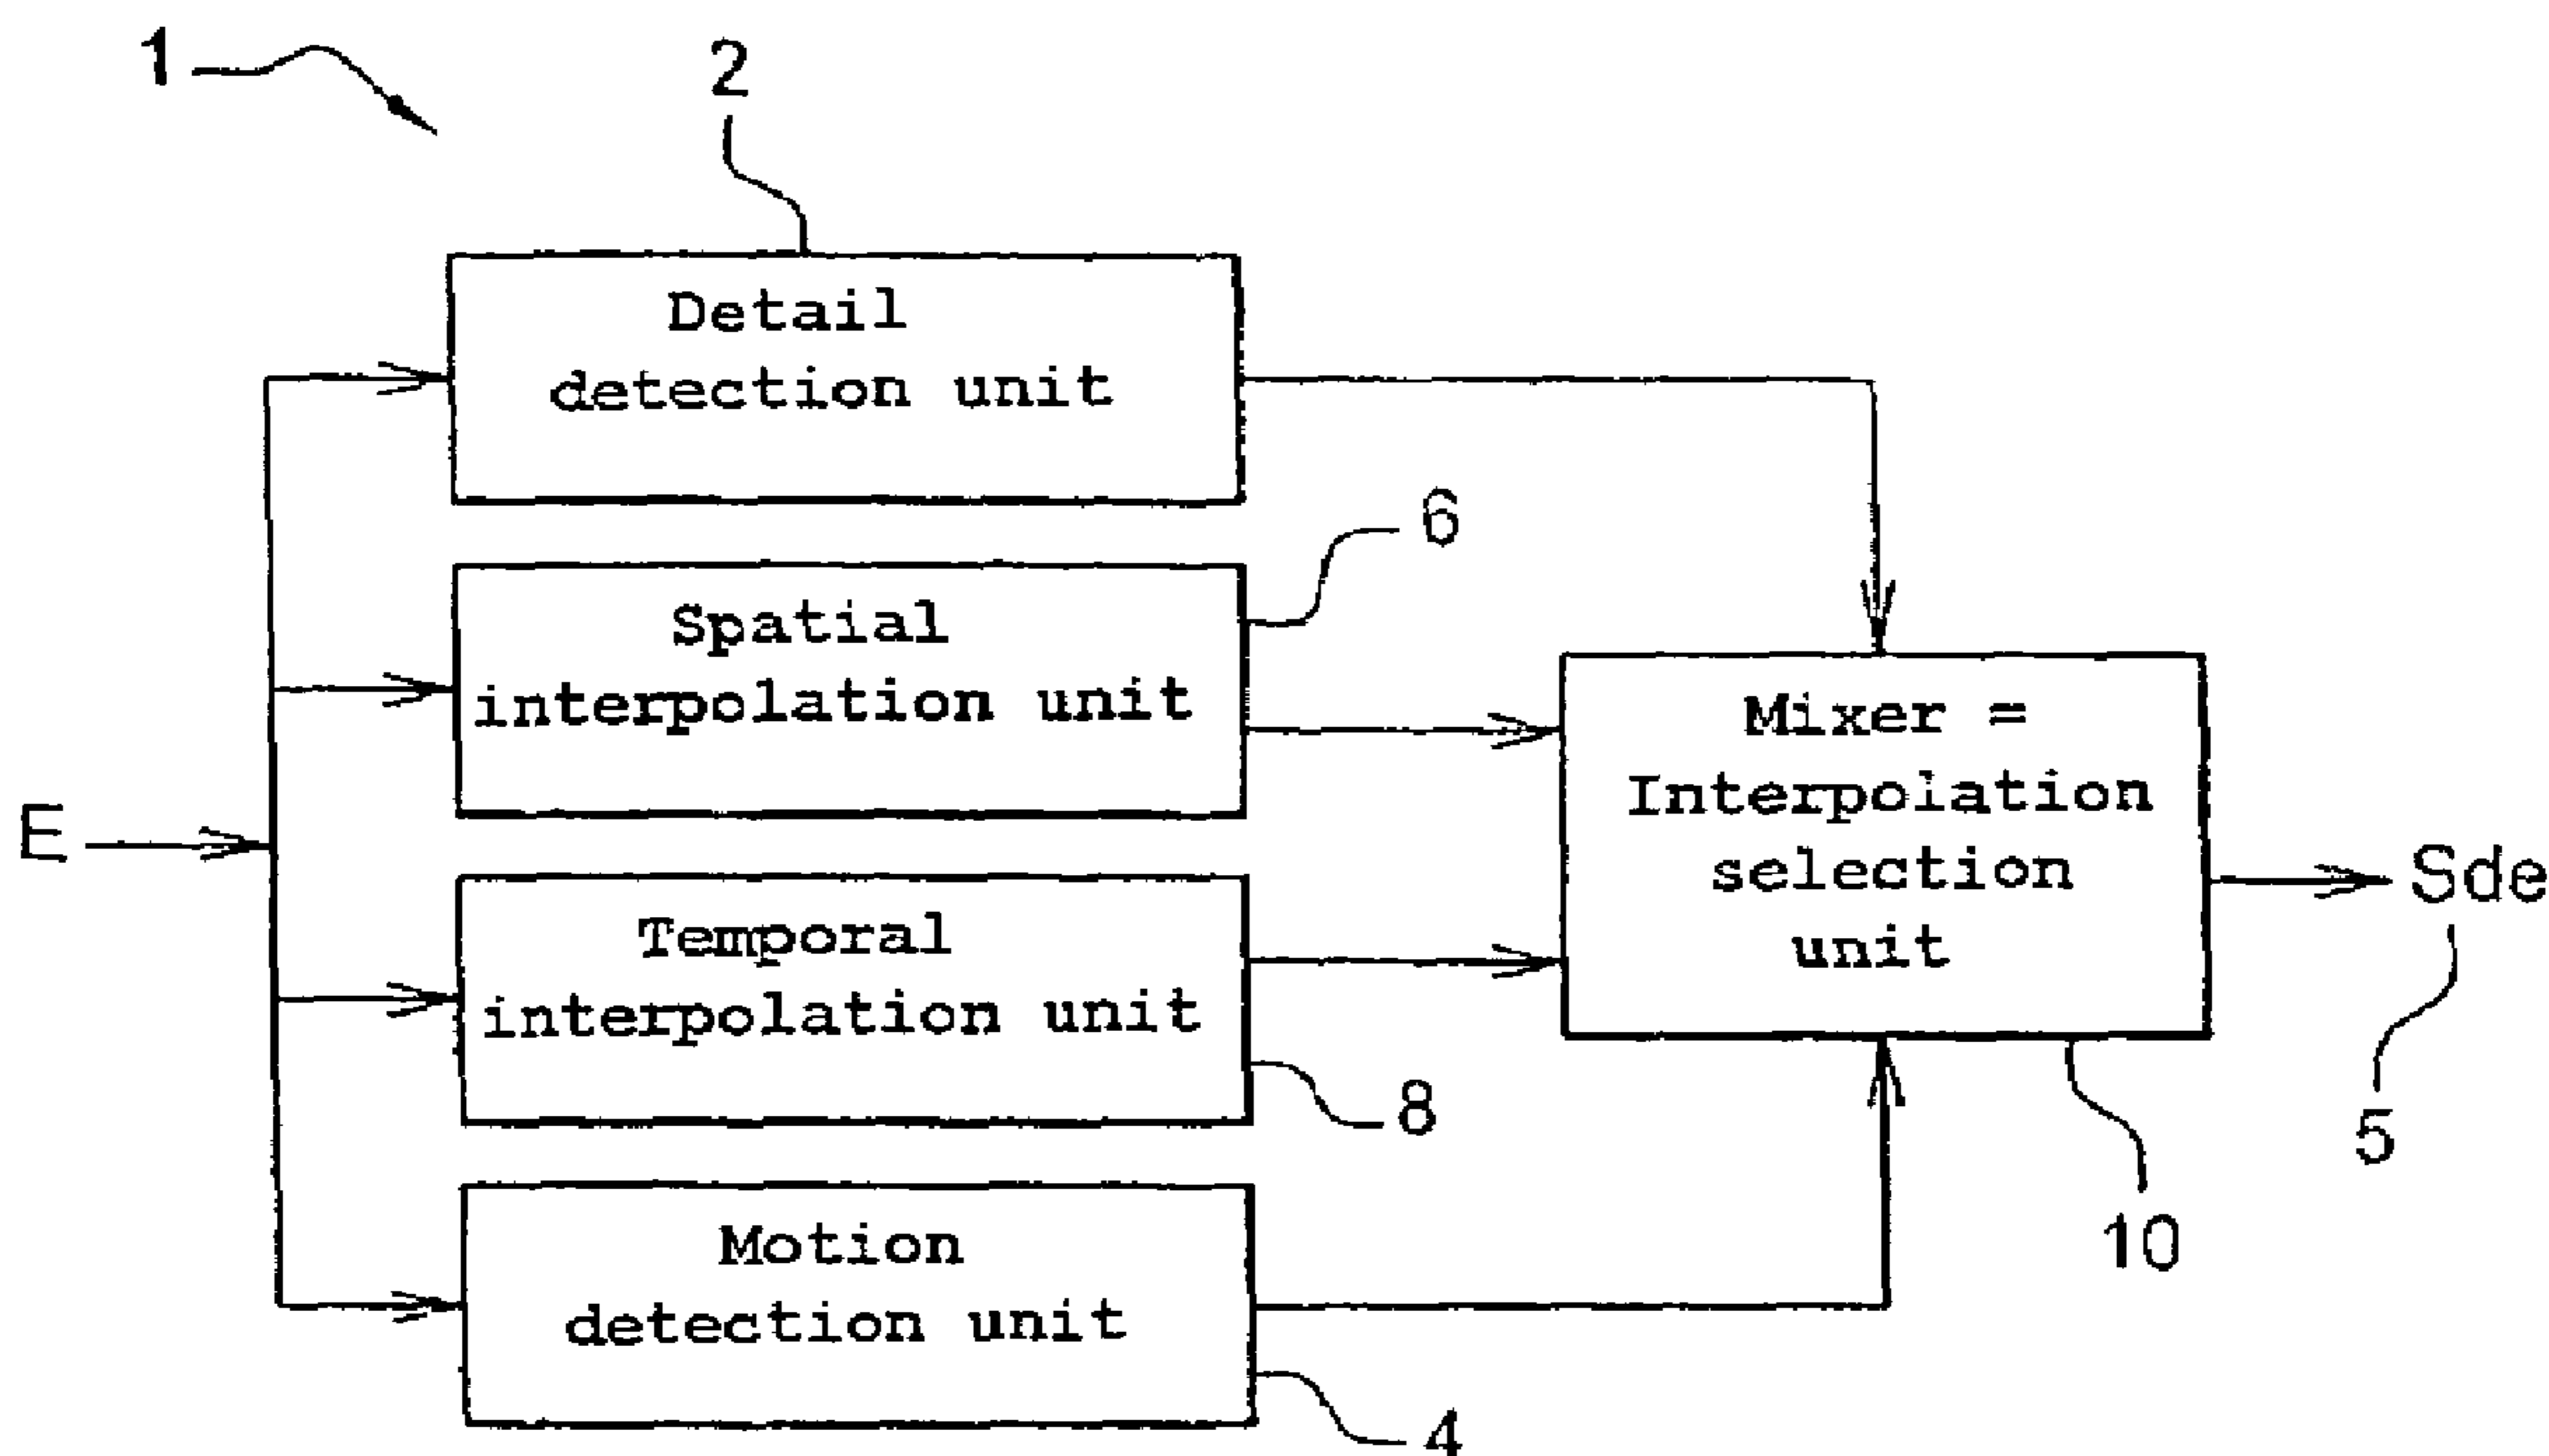 1
2
Detail
detection unit
6
Spatial
interpolation unit
Mixer =
Interpolation
selection
unit
E
Sde
Temporal
interpolation unit
8
5
10
Motion
detection unit
4